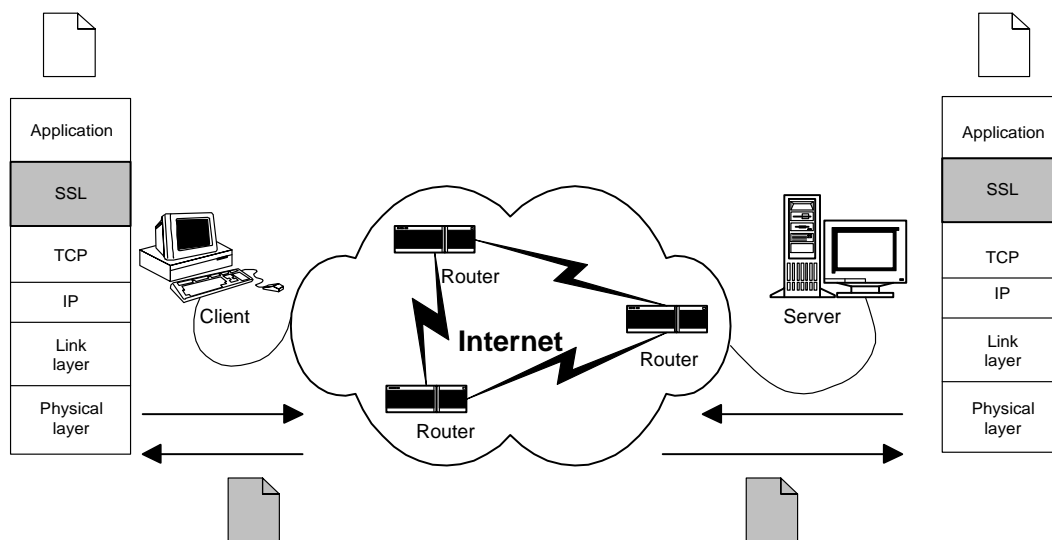 Application
SSL
TCP
IP
Link
layer
Physical
layer
Client
Router
Internet
Router
Router
Server
Application
SSL
TCP
IP
Link
layer
Physical
layer